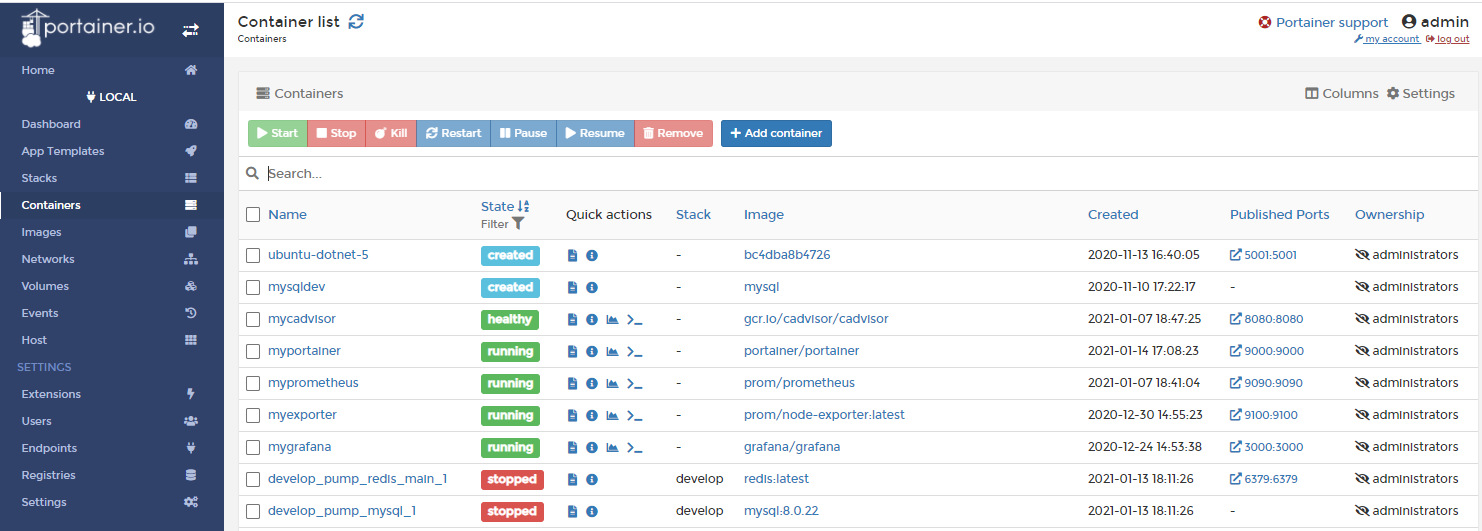 portainer.io
Home
LOCAL
Dashboard
App Templates
Stacks
Containers
Images
Networks
Volumes
Events
Host
SETTINGS
Extensions
Users
Endpoints
Registries
Settings
Container list
Containers
Portainer support admin
my account log out
Containers
Columns Settings
Start Stop Kill Restart Pause Resume Remove + Add container
Search...
Name State Filter Quick actions Stack Image Created Published Ports Ownership
ubuntu-dotnet-5 created - bc4dba8b4726 2020-11-13 16:40:05 5001:5001 administrators
mysqldev created - mysql 2020-11-10 17:22:17 - administrators
mycadvisor healthy - gcr.io/cadvisor/cadvisor 2021-01-07 18:47:25 8080:8080 administrators
myportainer running - portainer/portainer 2021-01-14 17:08:23 9000:9000 administrators
myprometheus running - prom/prometheus 2021-01-07 18:41:04 9090:9090 administrators
myexporter running - prom/node-exporter:latest 2020-12-30 14:55:23 9100:9100 administrators
mygrafana running - grafana/grafana 2020-12-24 14:53:38 3000:3000 administrators
develop_pump_redis_main_1 stopped develop redis:latest 2021-01-13 18:11:26 6379:6379 administrators
develop_pump_mysql_1 stopped develop mysql:8.0.22 2021-01-13 18:11:26 - administrators